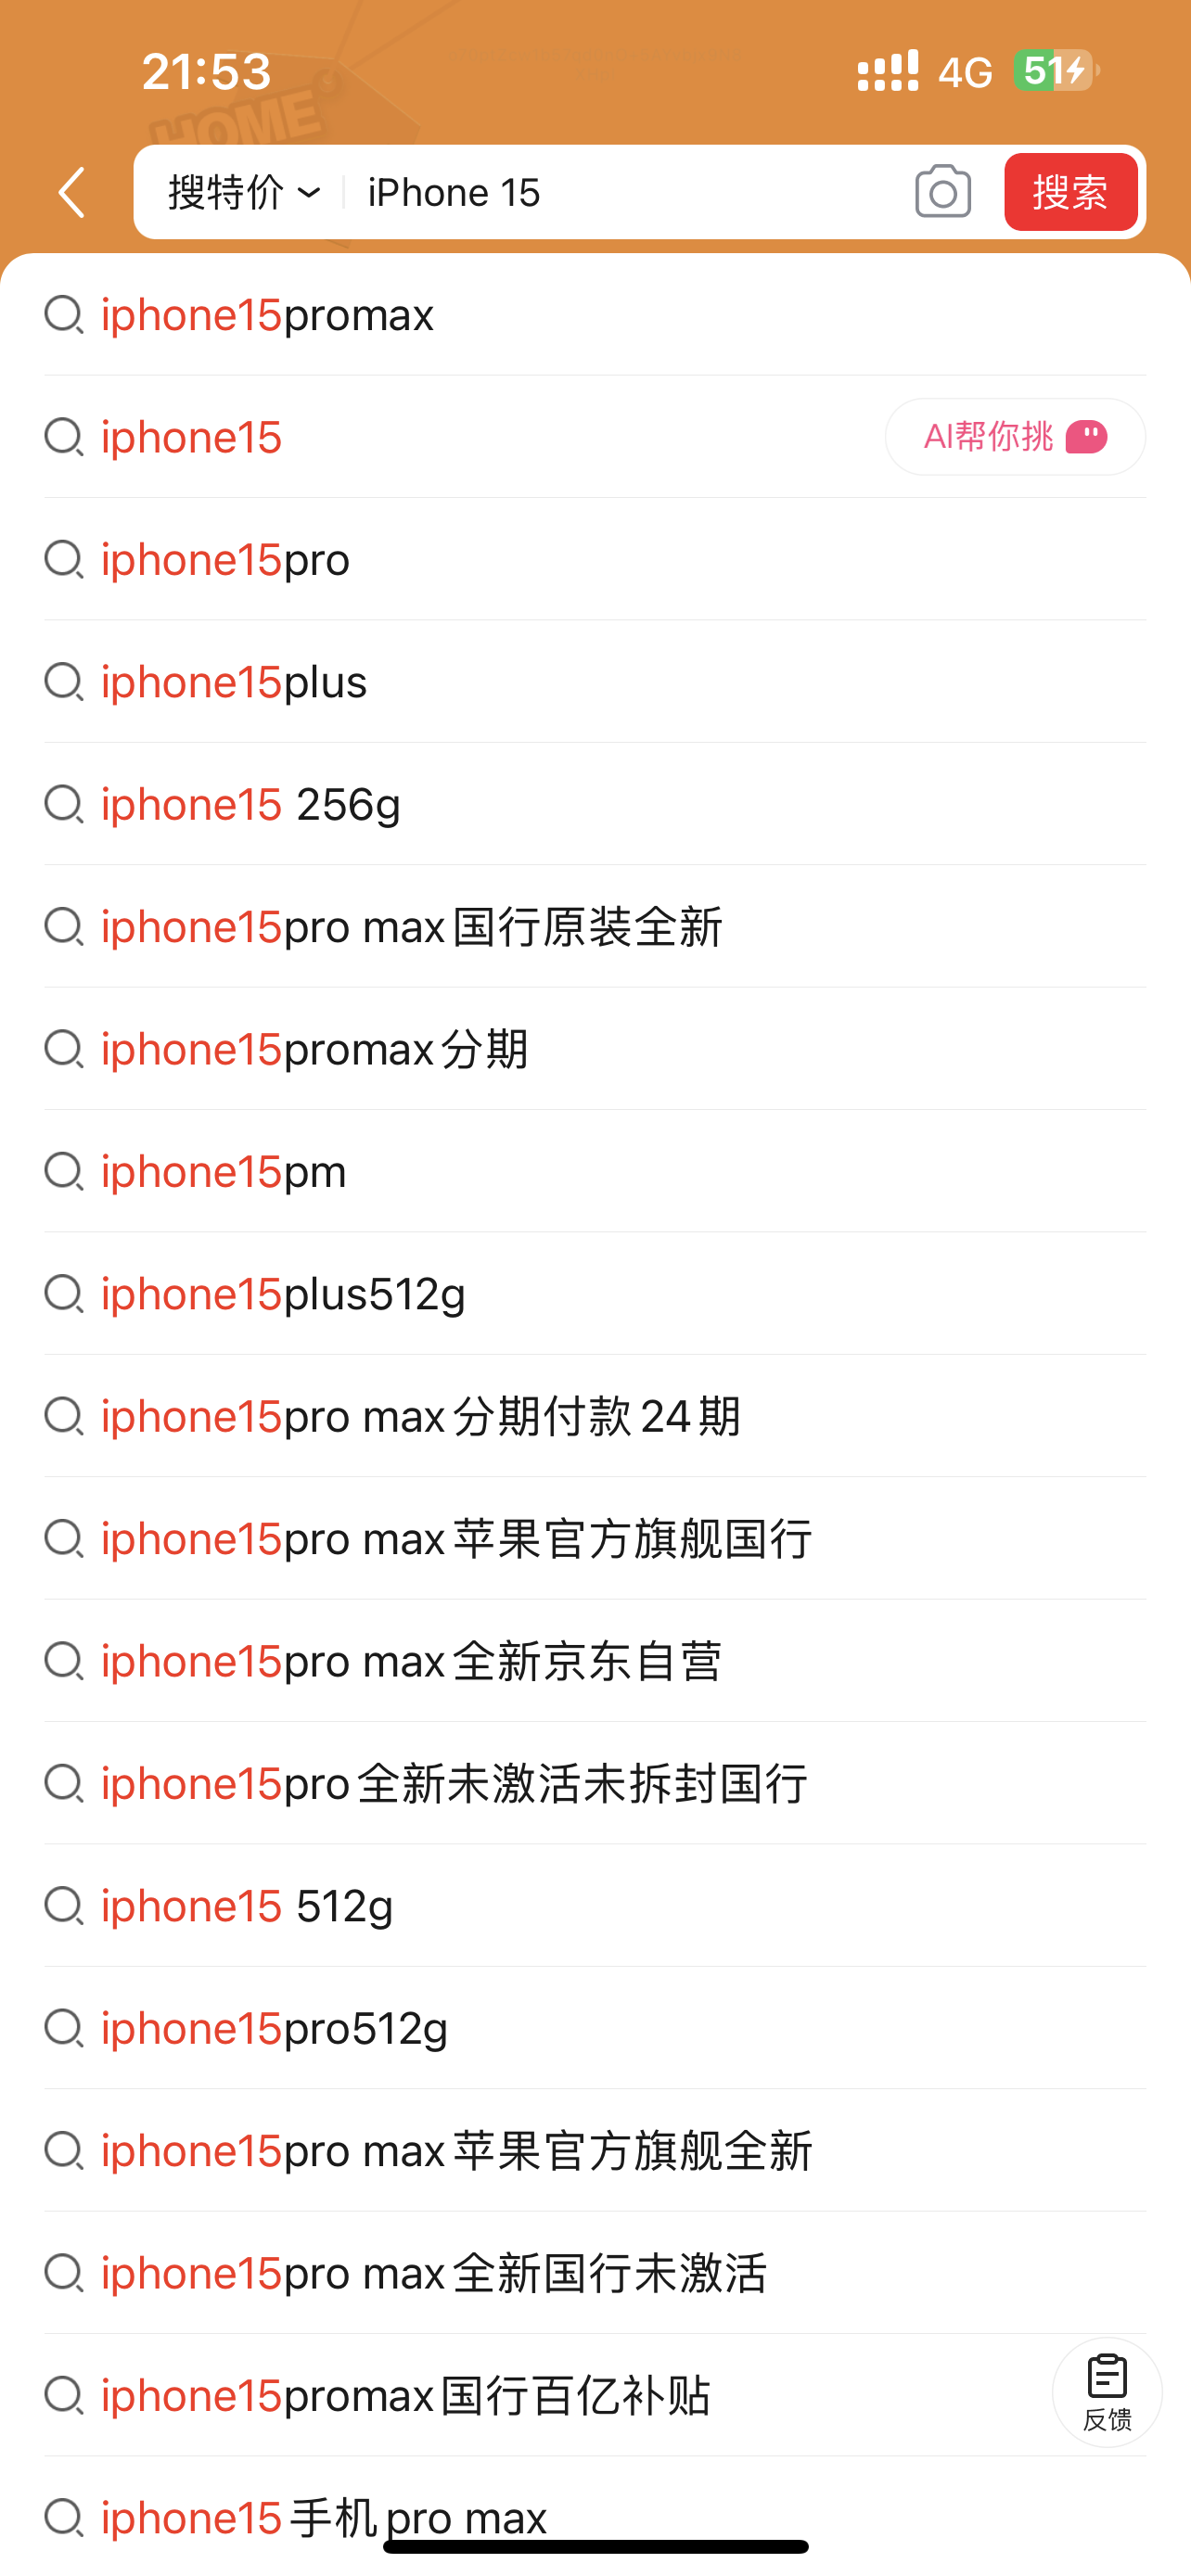 21:53 4G 51
HOME
搜特价 iPhone 15 搜索
iphone15promax
iphone15 AI帮你挑
iphone15pro
iphone15plus
iphone15 256g
iphone15pro max国行原装全新
iphone15promax分期
iphone15pm
iphone15plus512g
iphone15pro max分期付款24期
iphone15pro max苹果官方旗舰国行
iphone15pro max全新京东自营
iphone15pro全新未激活未拆封国行
iphone15 512g
iphone15pro512g
iphone15pro max苹果官方旗舰全新
iphone15pro max全新国行未激活
iphone15promax国行百亿补贴
反馈
iphone15手机pro max